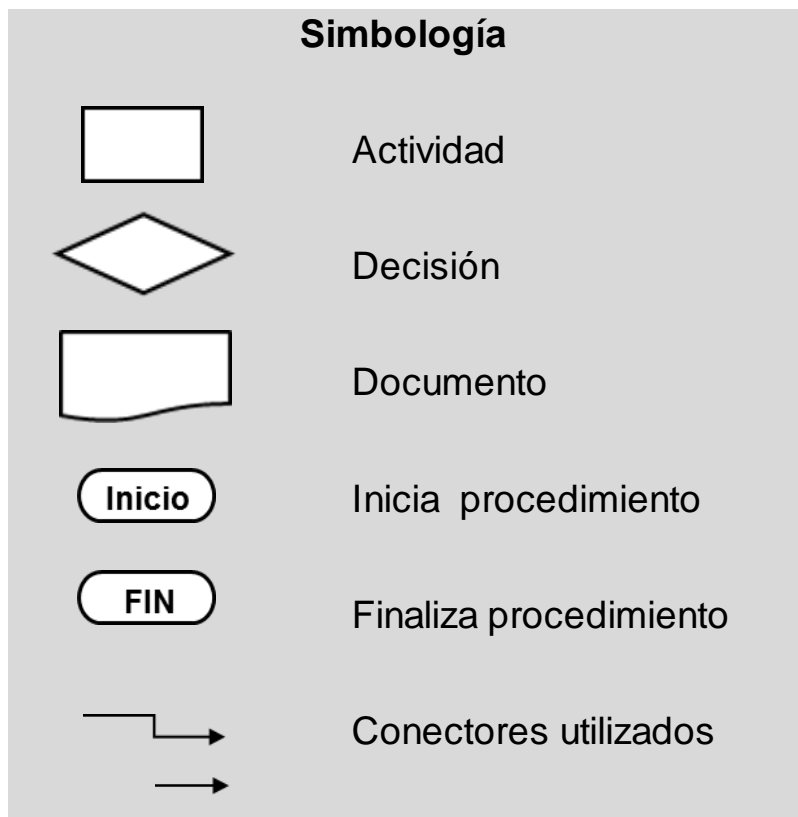 Simbología
Actividad
Decisión
Documento
Inicio Inicia procedimiento
FIN Finaliza procedimiento
Conectores utilizados